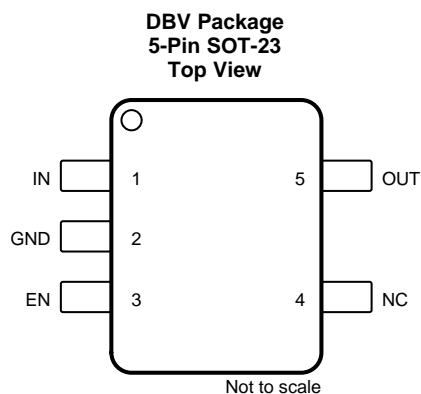 DBV Package
5-Pin SOT-23
Top View
IN 1 5 OUT
GND 2
EN 3 4 NC
Not to scale